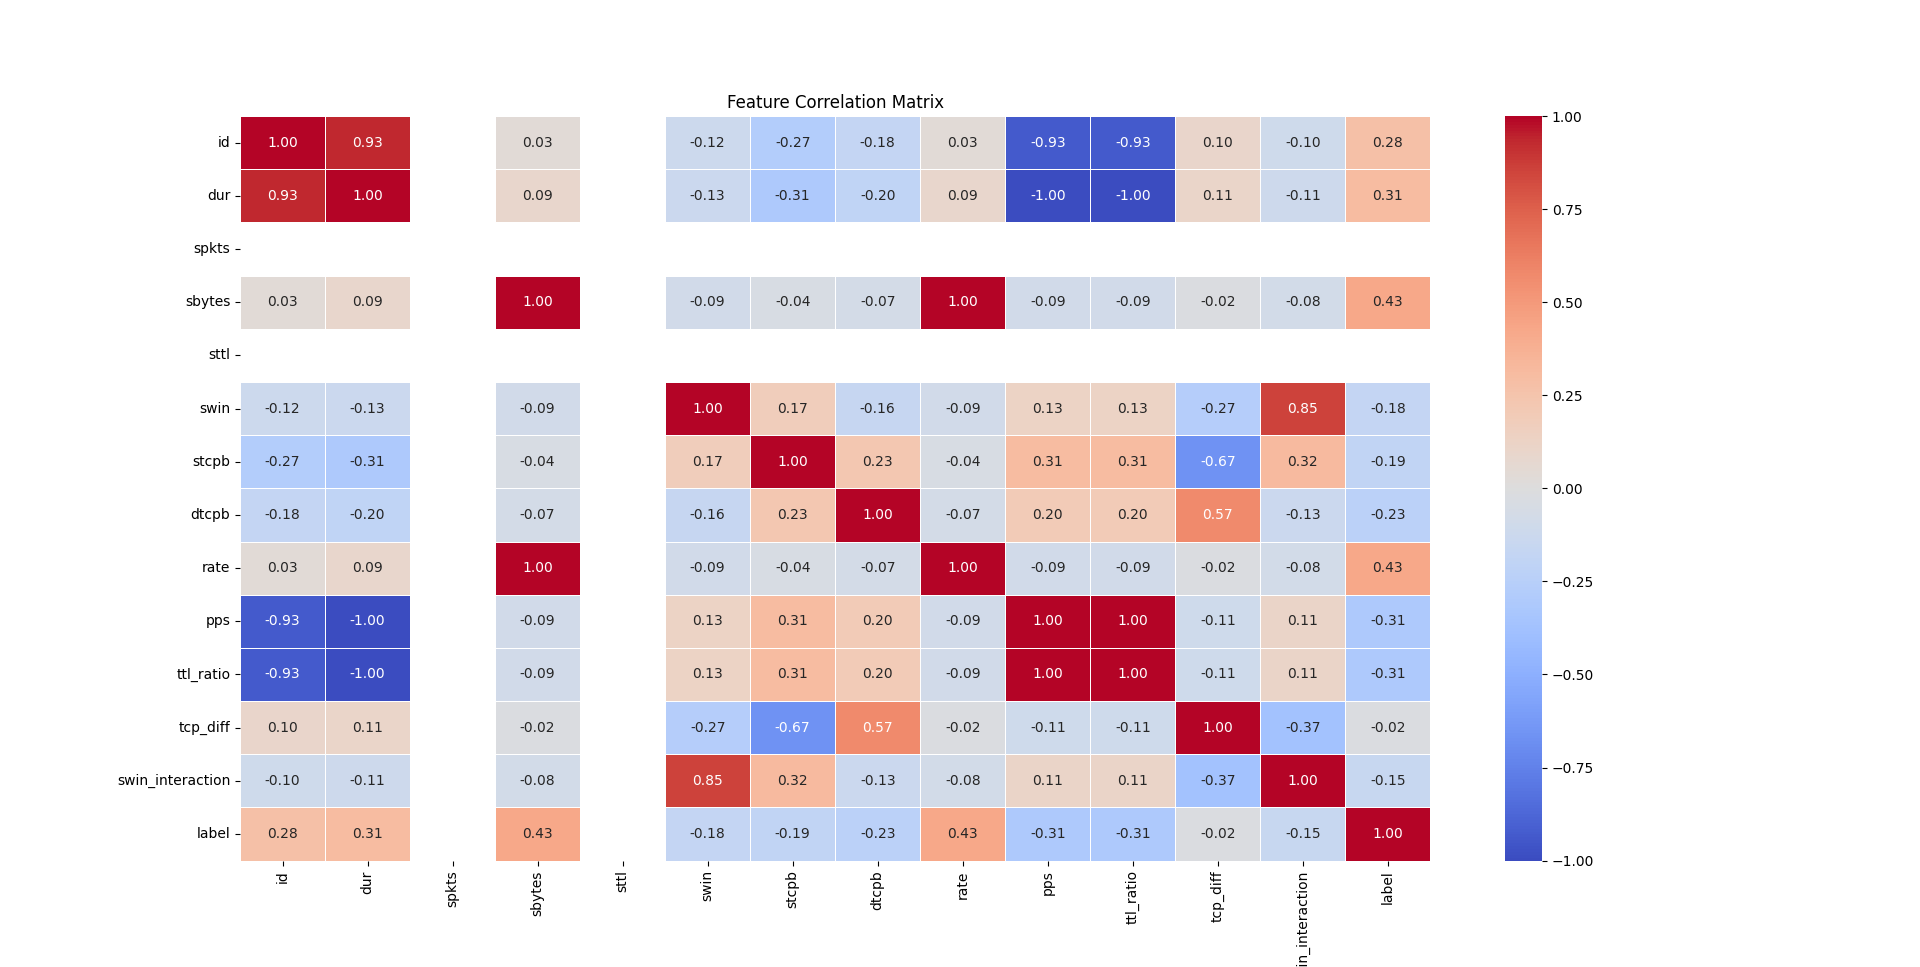 Feature Correlation Matrix
id 1.00 0.93 0.03 -0.12 -0.27 -0.18 0.03 -0.93 -0.93 0.10 -0.10 0.28
dur 0.93 1.00 0.09 -0.13 -0.31 -0.20 0.09 -1.00 -1.00 0.11 -0.11 0.31
spkts
sbytes 0.03 0.09 1.00 -0.09 -0.04 -0.07 1.00 -0.09 -0.09 -0.02 -0.08 0.43
sttl
swin -0.12 -0.13 -0.09 1.00 0.17 -0.16 -0.09 0.13 0.13 -0.27 0.85 -0.18
stcpb -0.27 -0.31 -0.04 0.17 1.00 0.23 -0.04 0.31 0.31 -0.67 0.32 -0.19
dtcpb -0.18 -0.20 -0.07 -0.16 0.23 1.00 -0.07 0.20 0.20 0.57 -0.13 -0.23
rate 0.03 0.09 1.00 -0.09 -0.04 -0.07 1.00 -0.09 -0.09 -0.02 -0.08 0.43
pps -0.93 -1.00 -0.09 0.13 0.31 0.20 -0.09 1.00 1.00 -0.11 0.11 -0.31
ttl_ratio -0.93 -1.00 -0.09 0.13 0.31 0.20 -0.09 1.00 1.00 -0.11 0.11 -0.31
tcp_diff 0.10 0.11 -0.02 -0.27 -0.67 0.57 -0.02 -0.11 -0.11 1.00 -0.37 -0.02
swin_interaction -0.10 -0.11 -0.08 0.85 0.32 -0.13 -0.08 0.11 0.11 -0.37 1.00 -0.15
label 0.28 0.31 0.43 -0.18 -0.19 -0.23 0.43 -0.31 -0.31 -0.02 -0.15 1.00
id dur spkts sbytes sttl swin stcpb dtcpb rate pps ttl_ratio tcp_diff in_interaction label
1.00
0.75
0.50
0.25
0.00
−0.25
−0.50
−0.75
−1.00